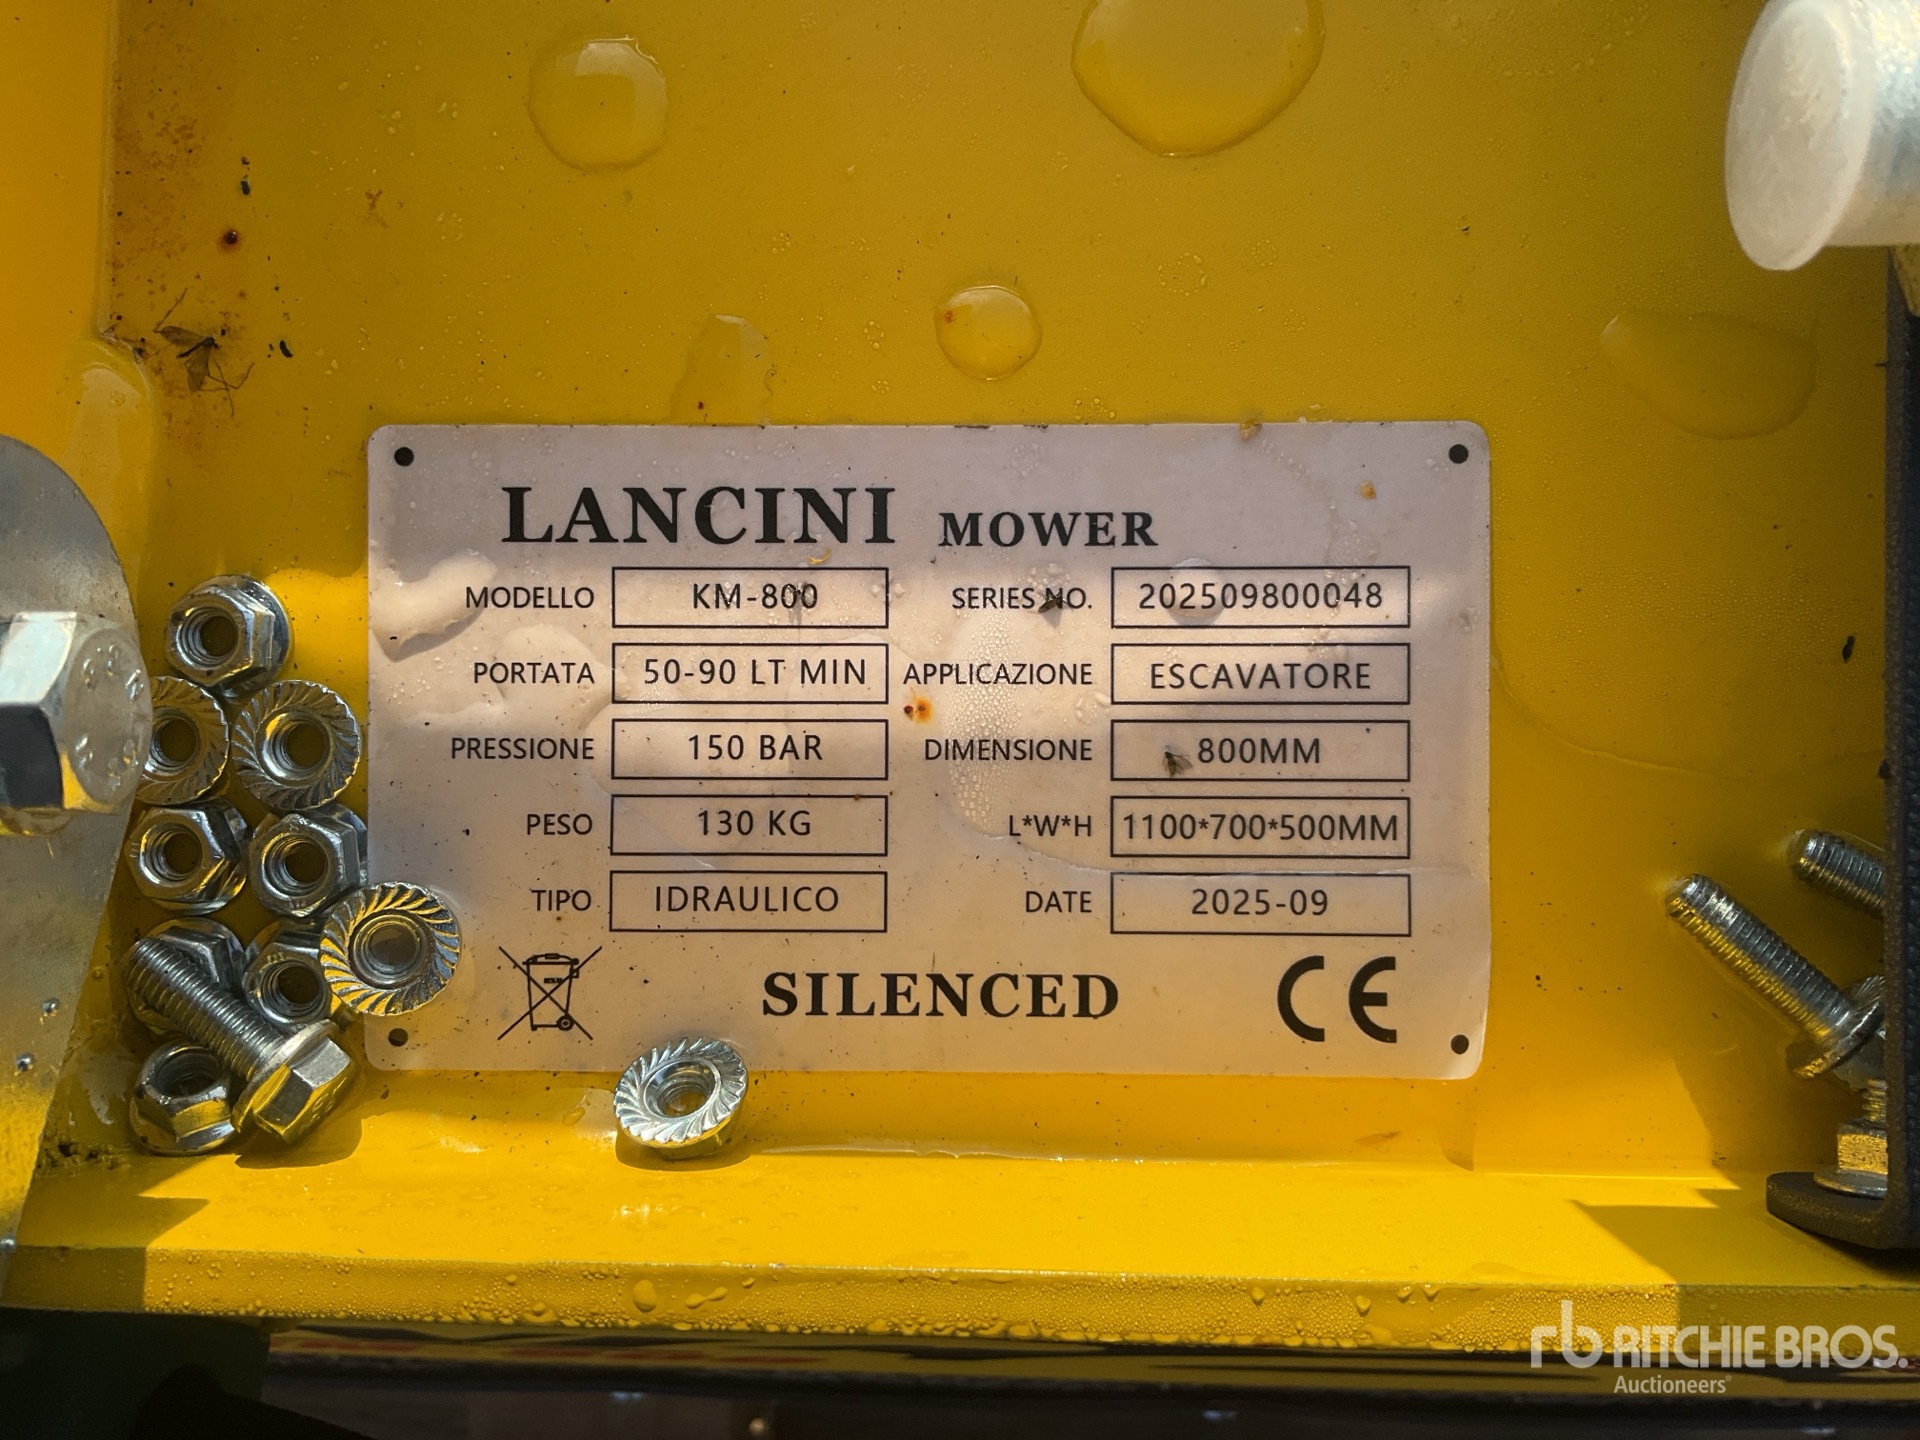 LANCINI MOWER
MODELLO KM-800 SERIES NO. 202509800048
PORTATA 50-90 LT MIN APPLICAZIONE ESCAVATORE
PRESSIONE 150 BAR DIMENSIONE 800MM
PESO 130 KG L*W*H 1100*700*500MM
TIPO IDRAULICO DATE 2025-09
SILENCED CE
rb RITCHIE BROS.
Auctioneers